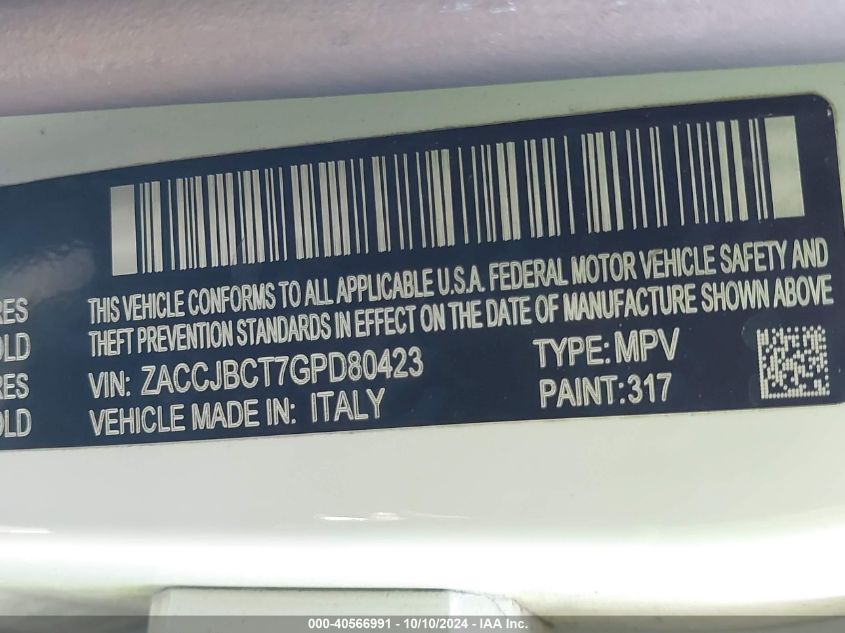 THIS VEHICLE CONFORMS TO ALL APPLICABLE U.S.A. FEDERAL MOTOR VEHICLE SAFETY AND
THEFT PREVENTION STANDARDS IN EFFECT ON THE DATE OF MANUFACTURE SHOWN ABOVE
VIN: ZACCJBCT7GPD80423 TYPE: MPV
VEHICLE MADE IN: ITALY PAINT: 317
RES
OLD
RES
OLD
000-40566991 - 10/10/2024 - IAA Inc.